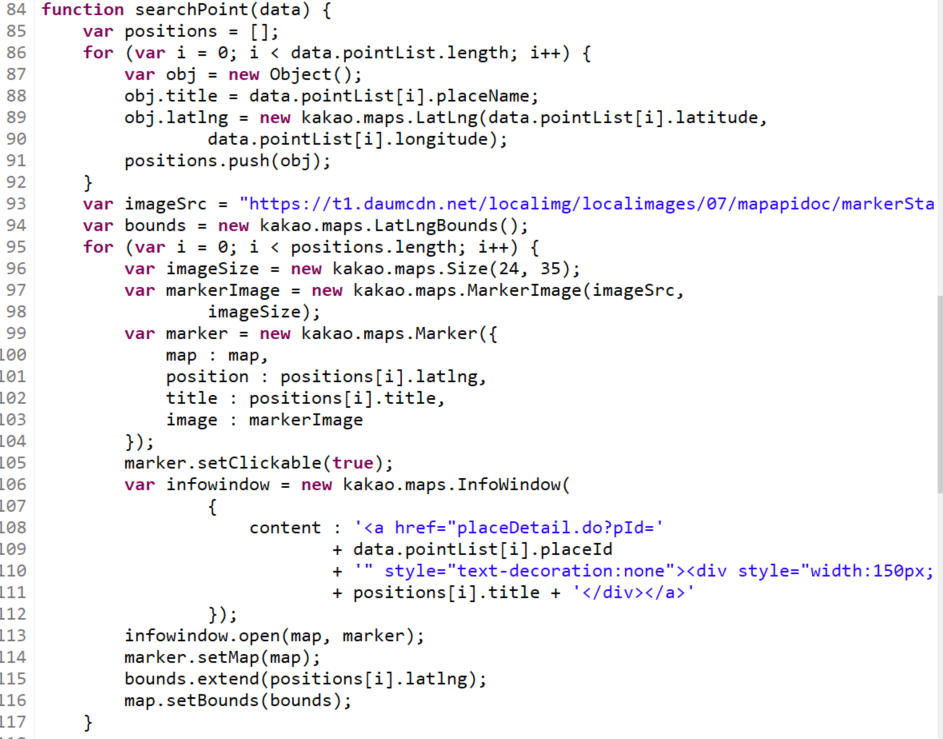 84 function searchPoint(data) {
85     var positions = [];
86     for (var i = 0; i < data.pointList.length; i++) {
87         var obj = new Object();
88         obj.title = data.pointList[i].placeName;
89         obj.latlng = new kakao.maps.LatLng(data.pointList[i].latitude,
90                 data.pointList[i].longitude);
91         positions.push(obj);
92     }
93     var imageSrc = "https://t1.daumcdn.net/localimg/localimages/07/mapapidoc/markerSta
94     var bounds = new kakao.maps.LatLngBounds();
95     for (var i = 0; i < positions.length; i++) {
96         var imageSize = new kakao.maps.Size(24, 35);
97         var markerImage = new kakao.maps.MarkerImage(imageSrc,
98                 imageSize);
99         var marker = new kakao.maps.Marker({
100             map : map,
101             position : positions[i].latlng,
102             title : positions[i].title,
103             image : markerImage
104         });
105         marker.setClickable(true);
106         var infowindow = new kakao.maps.InfoWindow(
107                 {
108                     content : '<a href="placeDetail.do?pId='
109                             + data.pointList[i].placeId
110                             + '" style="text-decoration:none"><div style="width:150px;
111                             + positions[i].title + '</div></a>'
112                 });
113         infowindow.open(map, marker);
114         marker.setMap(map);
115         bounds.extend(positions[i].latlng);
116         map.setBounds(bounds);
117     }